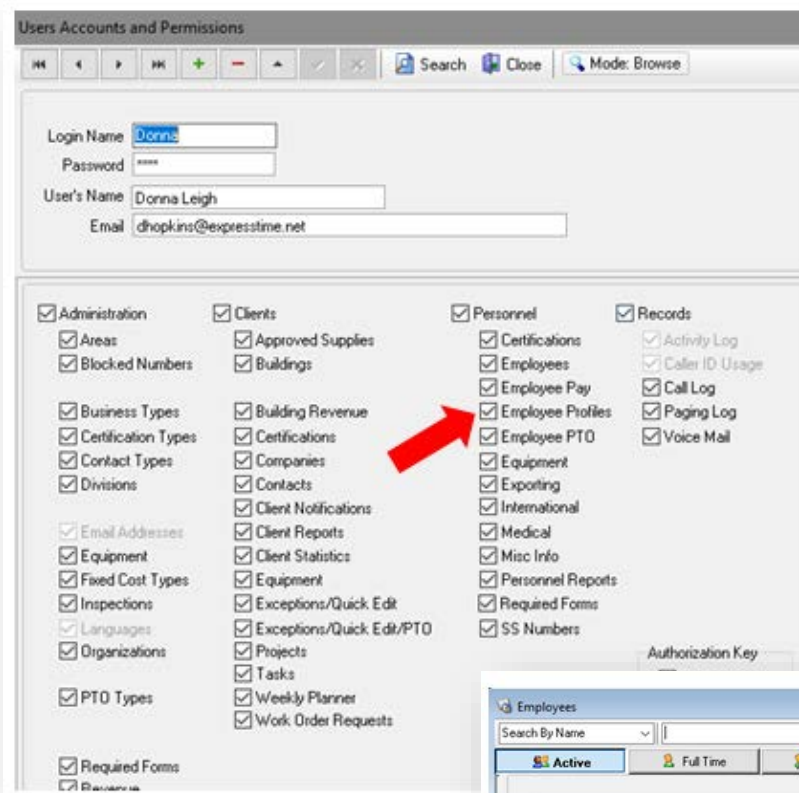 Users Accounts and Permissions
Search Close Mode: Browse
Login Name Donna
Password ****
User's Name Donna Leigh
Email dhopkins@expresstime.net
Administration
Areas
Blocked Numbers
Business Types
Certification Types
Contact Types
Divisions
Email Addresses
Equipment
Fixed Cost Types
Inspections
Languages
Organizations
PTO Types
Required Forms
Revenue
Clients
Approved Supplies
Buildings
Building Revenue
Certifications
Companies
Contacts
Client Notifications
Client Reports
Client Statistics
Equipment
Exceptions/Quick Edit
Exceptions/Quick Edit/PTO
Projects
Tasks
Weekly Planner
Work Order Requests
Personnel
Certifications
Employees
Employee Pay
Employee Profiles
Employee PTO
Equipment
Exporting
International
Medical
Misc Info
Personnel Reports
Required Forms
SS Numbers
Records
Activity Log
Caller ID Usage
Call Log
Paging Log
Voice Mail
Authorization Key
Employees
Search By Name
Active Full Time